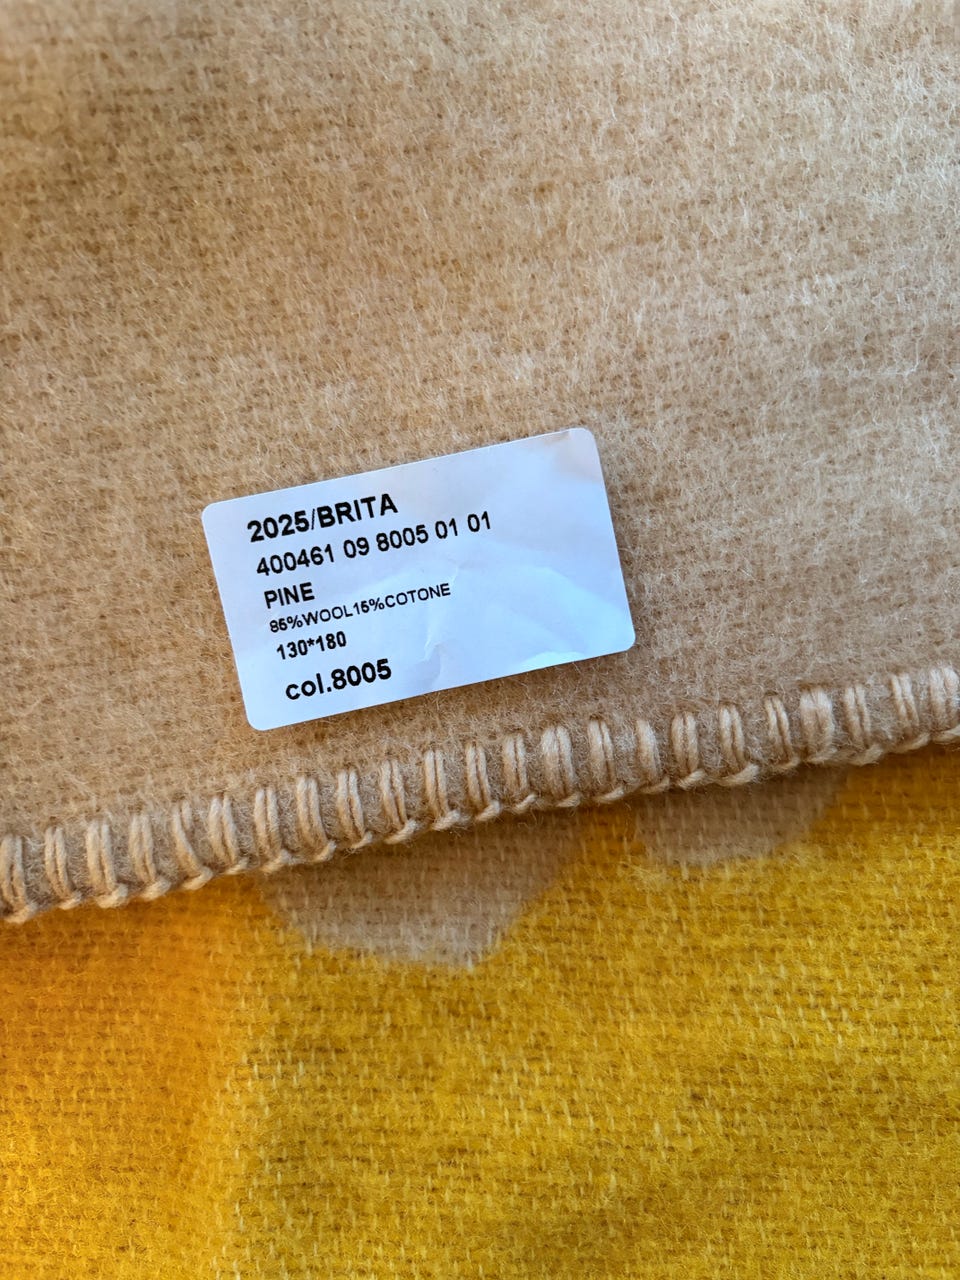 2025/BRITA
400461 09 8005 01 01
PINE
85%WOOL15%COTONE
130*180
col.8005